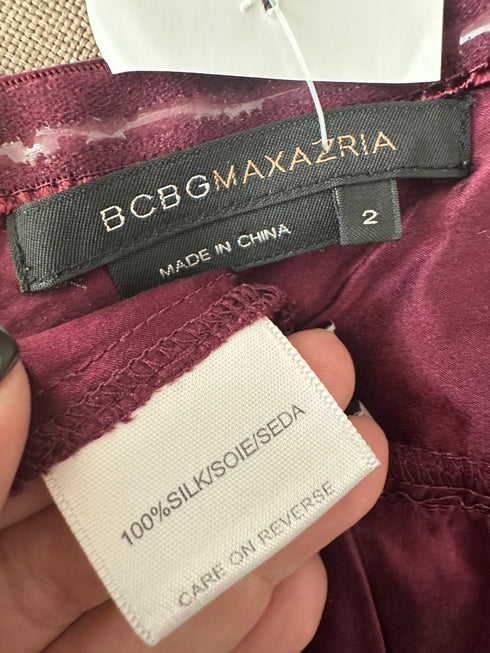 BCBGMAXAZRIA
2
MADE IN CHINA
100%SILK/SOIE/SEDA
CARE ON REVERSE